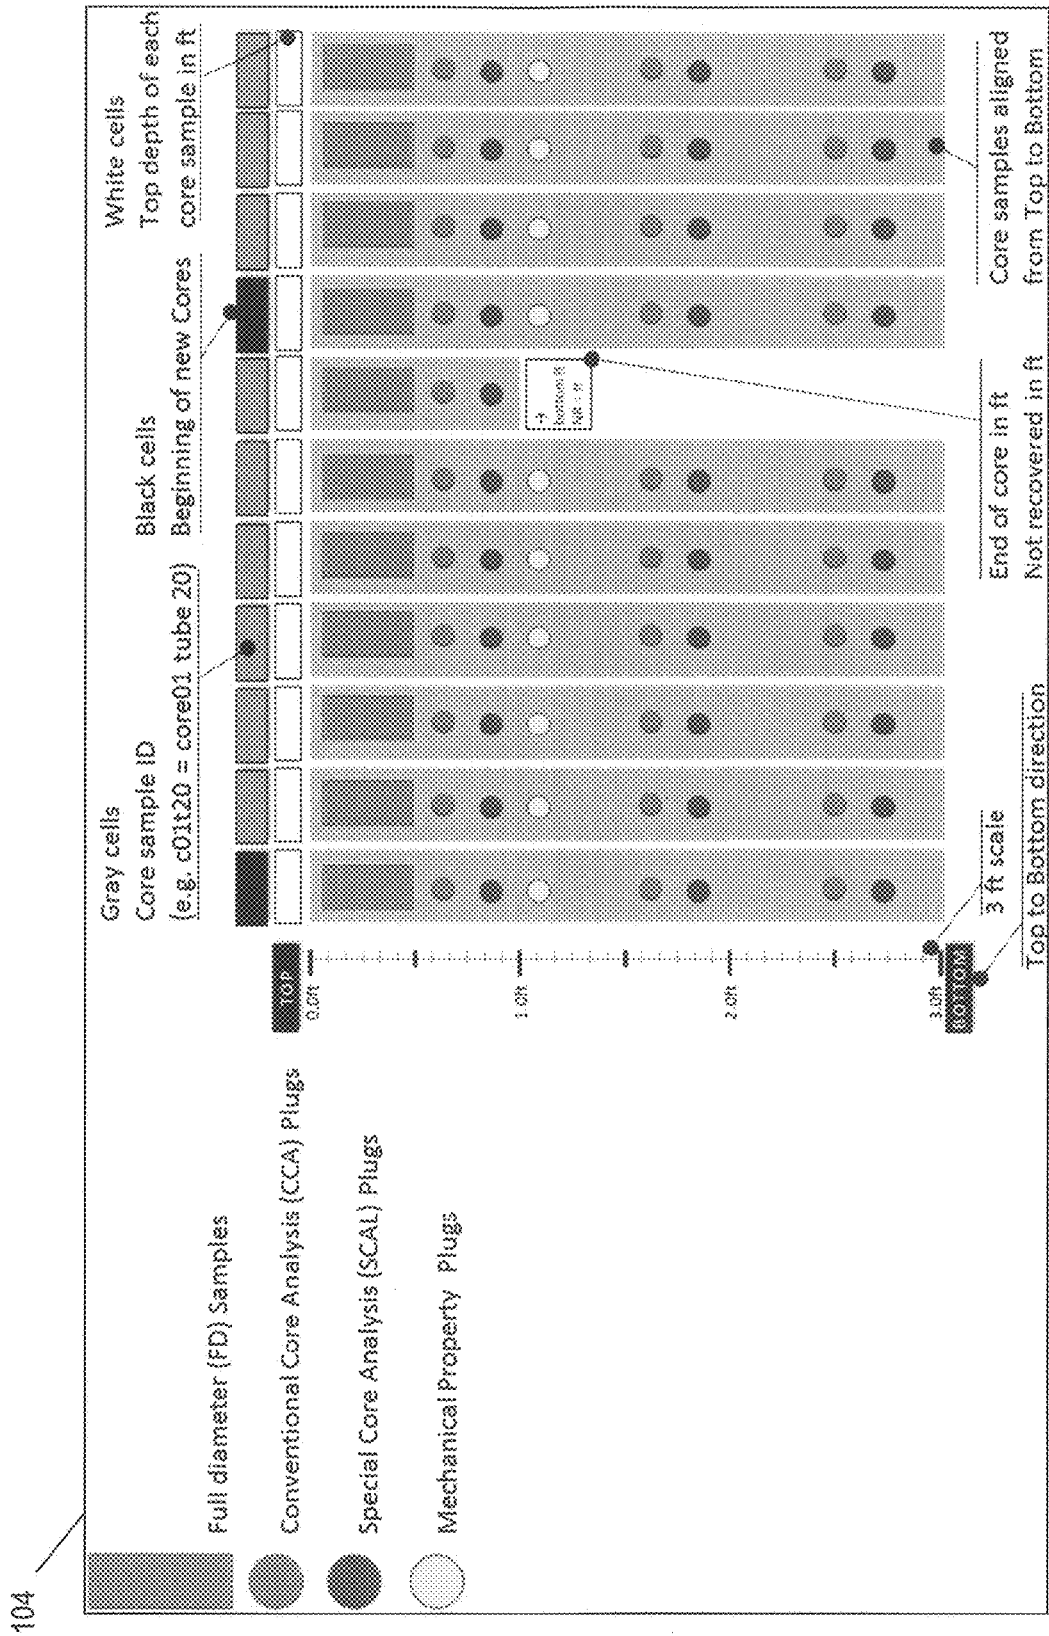 104
Full diameter (FD) Samples
Conventional Core Analysis (CCA) Plugs
Special Core Analysis (SCAL) Plugs
Mechanical Property Plugs
Gray cells
Core sample ID
(e.g. c01t20 = core01 tube 20)
Black cells
Beginning of new Cores
White cells
Top depth of each
core sample in ft
TOP
0.0ft
1.0ft
2.0ft
3.0ft
BOTTOM
bottom ft
NR : ft
3 ft scale
Top to Bottom direction
End of core in ft
Not recovered in ft
Core samples aligned
from Top to Bottom